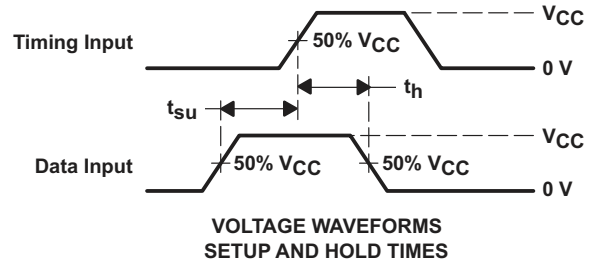 VCC
Timing Input
50% VCC
0 V
th
tsu
VCC
Data Input
50% VCC
50% VCC
0 V
VOLTAGE WAVEFORMS
SETUP AND HOLD TIMES